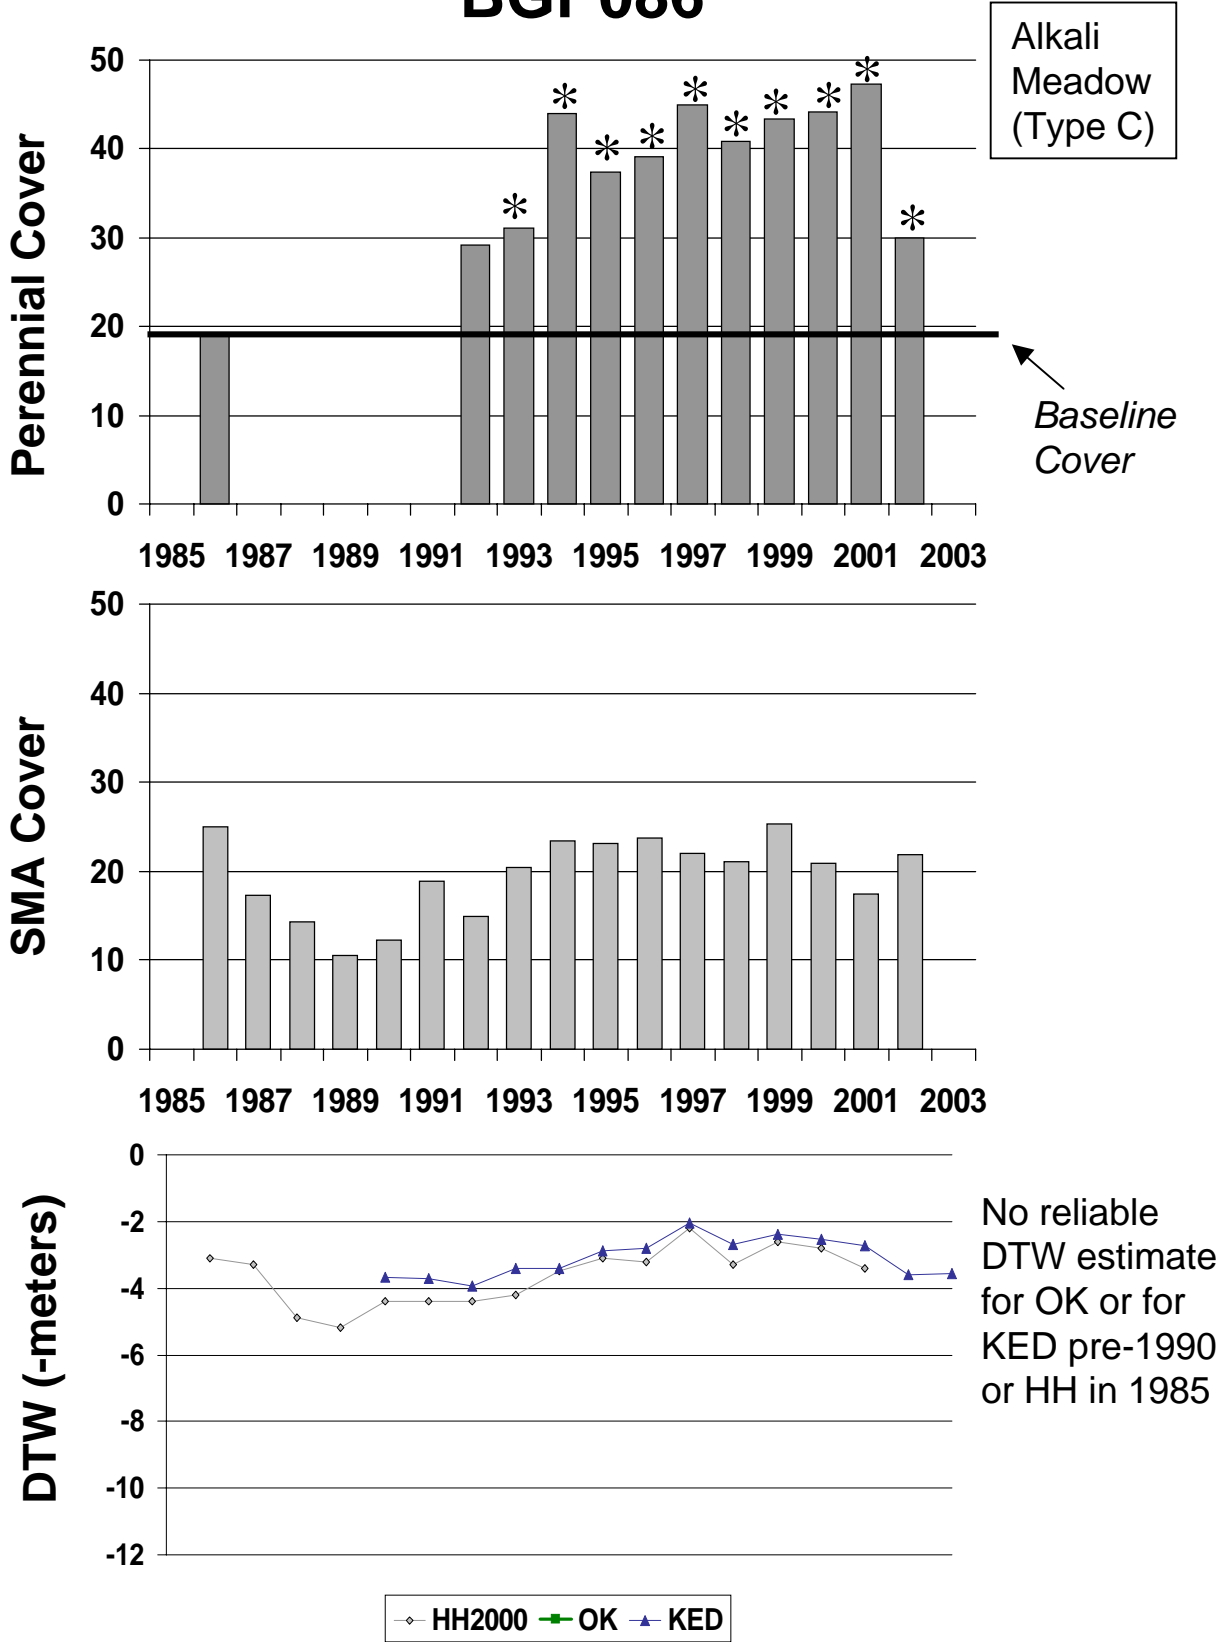 BGP086
Alkali
Meadow
(Type C)
50
40
30
20
10
0
Perennial Cover
* * * * * * * * * *
Baseline
Cover
1985 1987 1989 1991 1993 1995 1997 1999 2001 2003
50
40
30
20
10
0
SMA Cover
1985 1987 1989 1991 1993 1995 1997 1999 2001 2003
0
-2
-4
-6
-8
-10
-12
DTW (-meters)
No reliable
DTW estimate
for OK or for
KED pre-1990
or HH in 1985
HH2000 OK KED